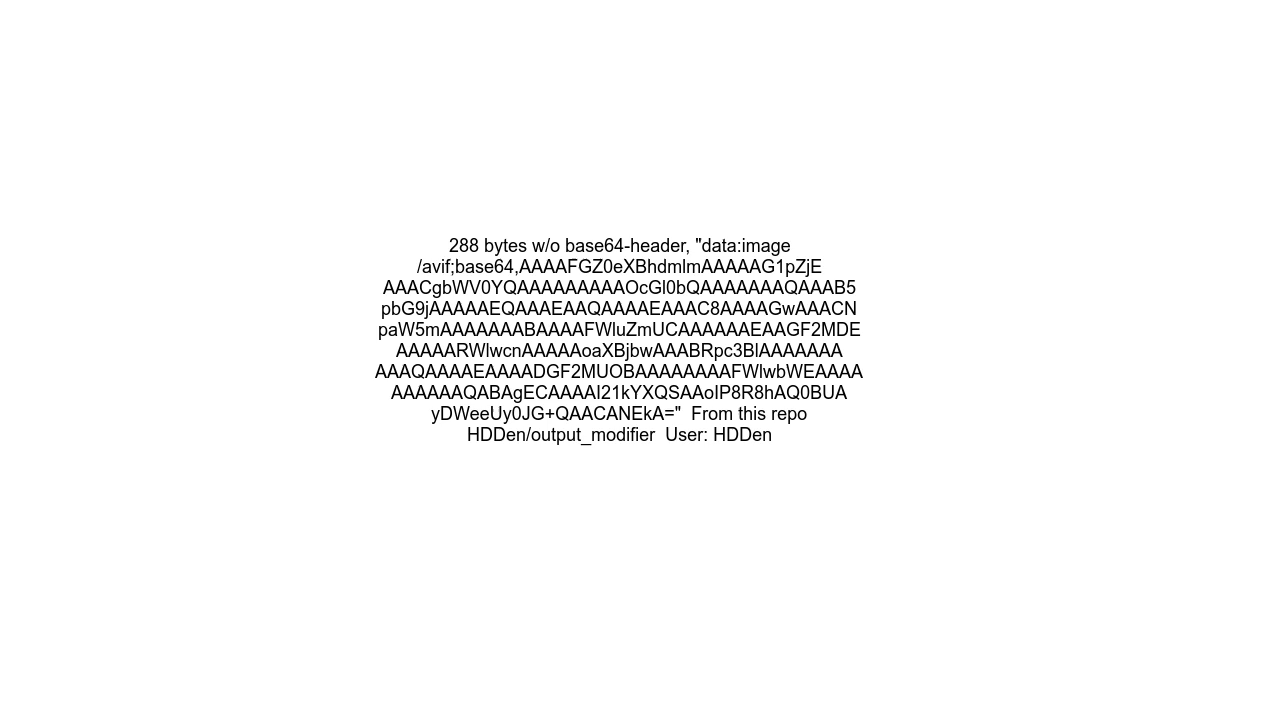 288 bytes w/o base64-header, "data:image
/avif;base64,AAAAFGZ0eXBhdmlmAAAAAG1pZjE
AAACgbWV0YQAAAAAAAAAOcGl0bQAAAAAAAQAAAB5
pbG9jAAAAAEQAAAEAAQAAAAEAAAC8AAAAGwAAACN
paW5mAAAAAAABAAAAFWluZmUCAAAAAAEAAGF2MDE
AAAAARWlwcnAAAAAoaXBjbwAAABRpc3BlAAAAAAA
AAAQAAAAEAAAADGF2MUOBAAAAAAAAFWlwbWEAAAA
AAAAAAQABAgECAAAAI21kYXQSAAoIP8R8hAQ0BUA
yDWeeUy0JG+QAACANEkA="  From this repo
HDDen/output_modifier  User: HDDen